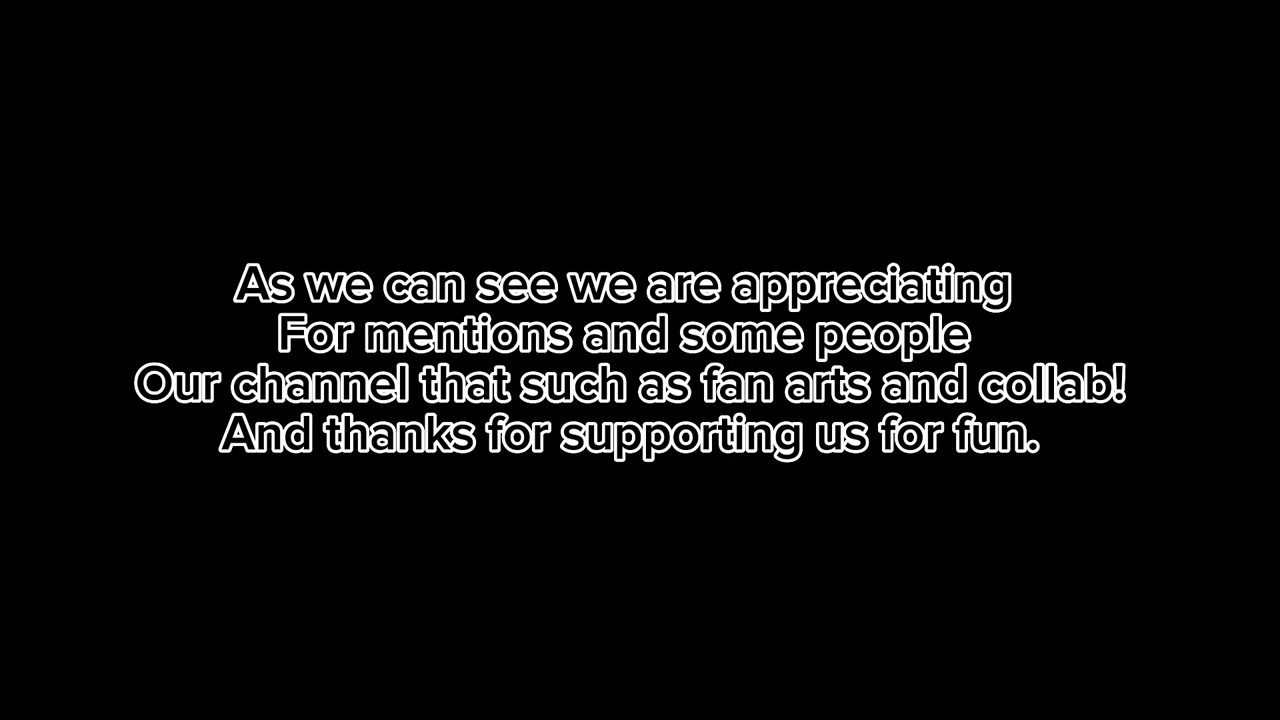 As we can see we are appreciating
For mentions and some people
Our channel that such as fan arts and collab!
And thanks for supporting us for fun.